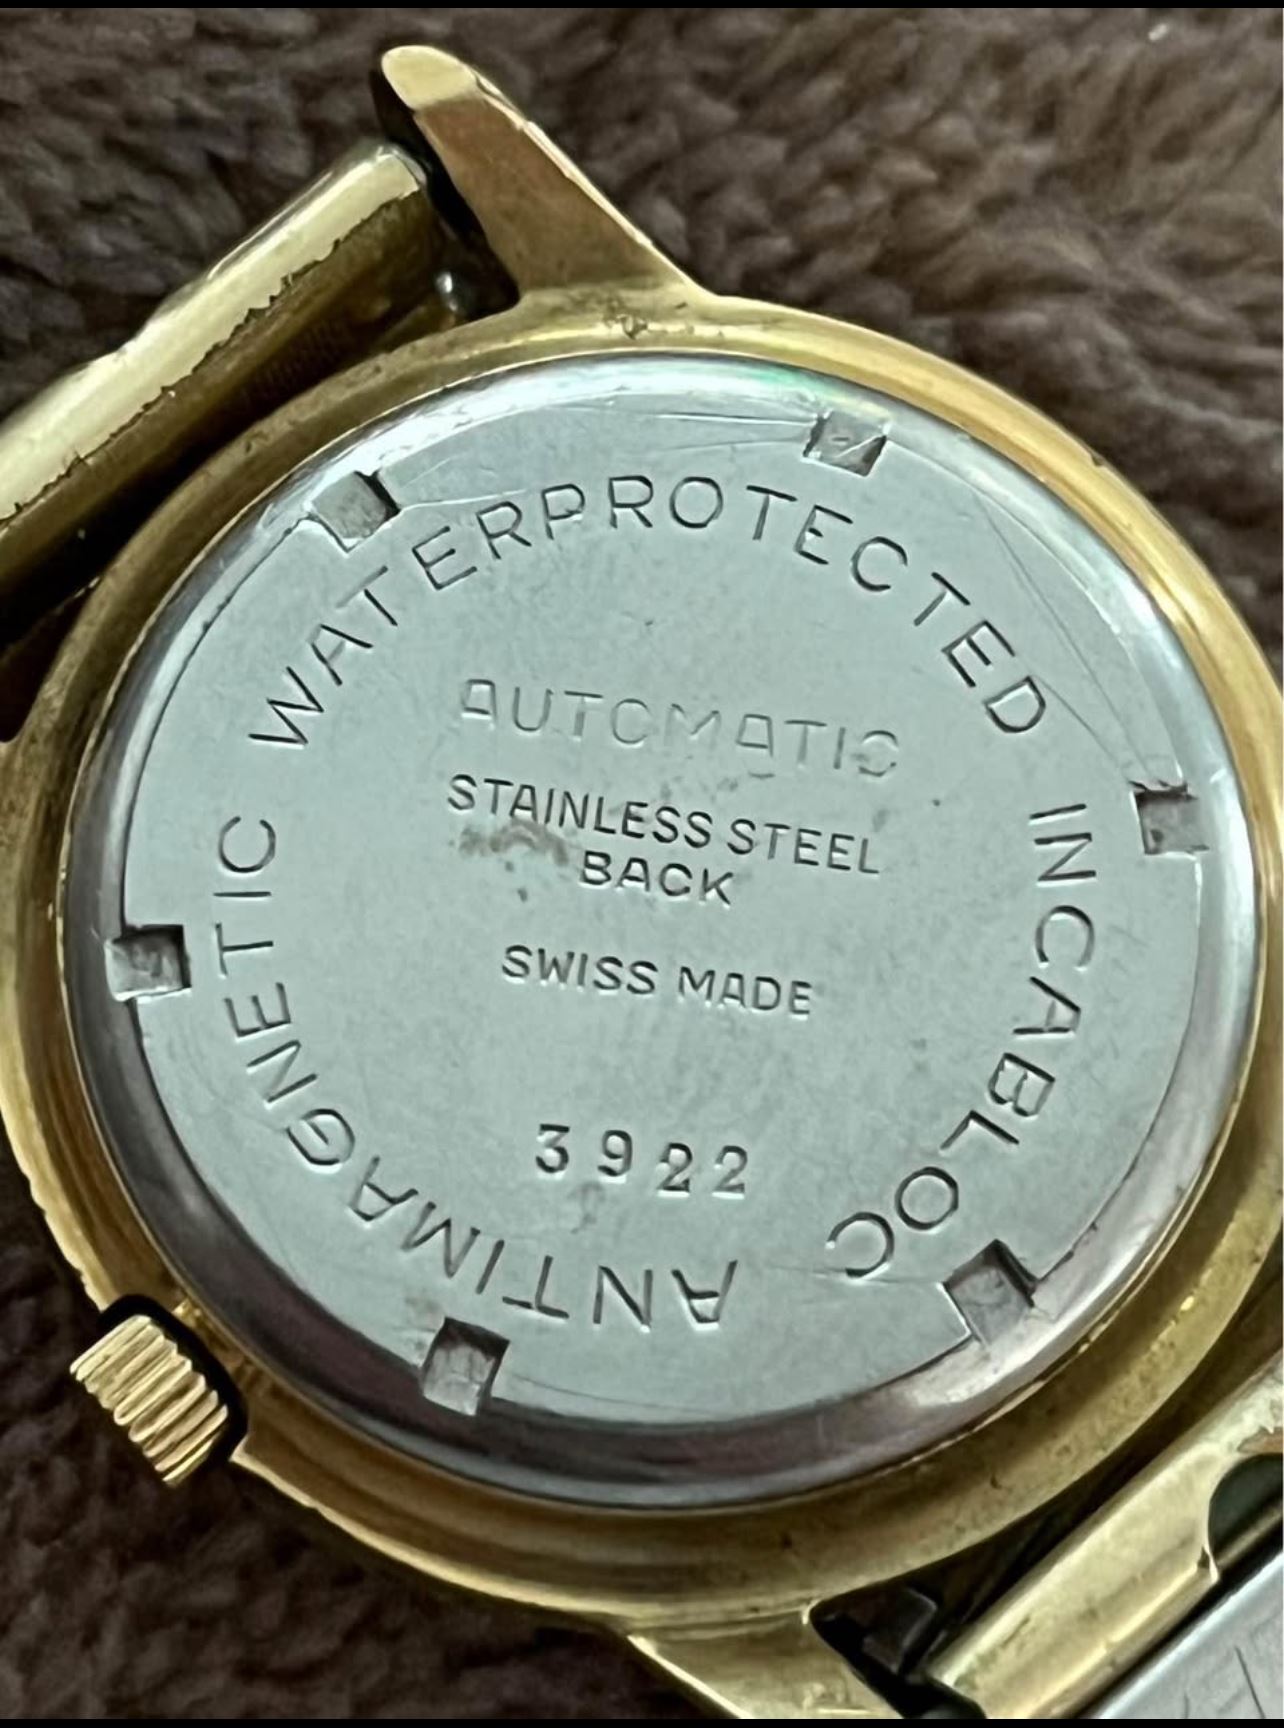 WATERPROTECTED INCABLOC ANTIMAGNETIC
AUTOMATIC
STAINLESS STEEL
BACK
SWISS MADE
3922